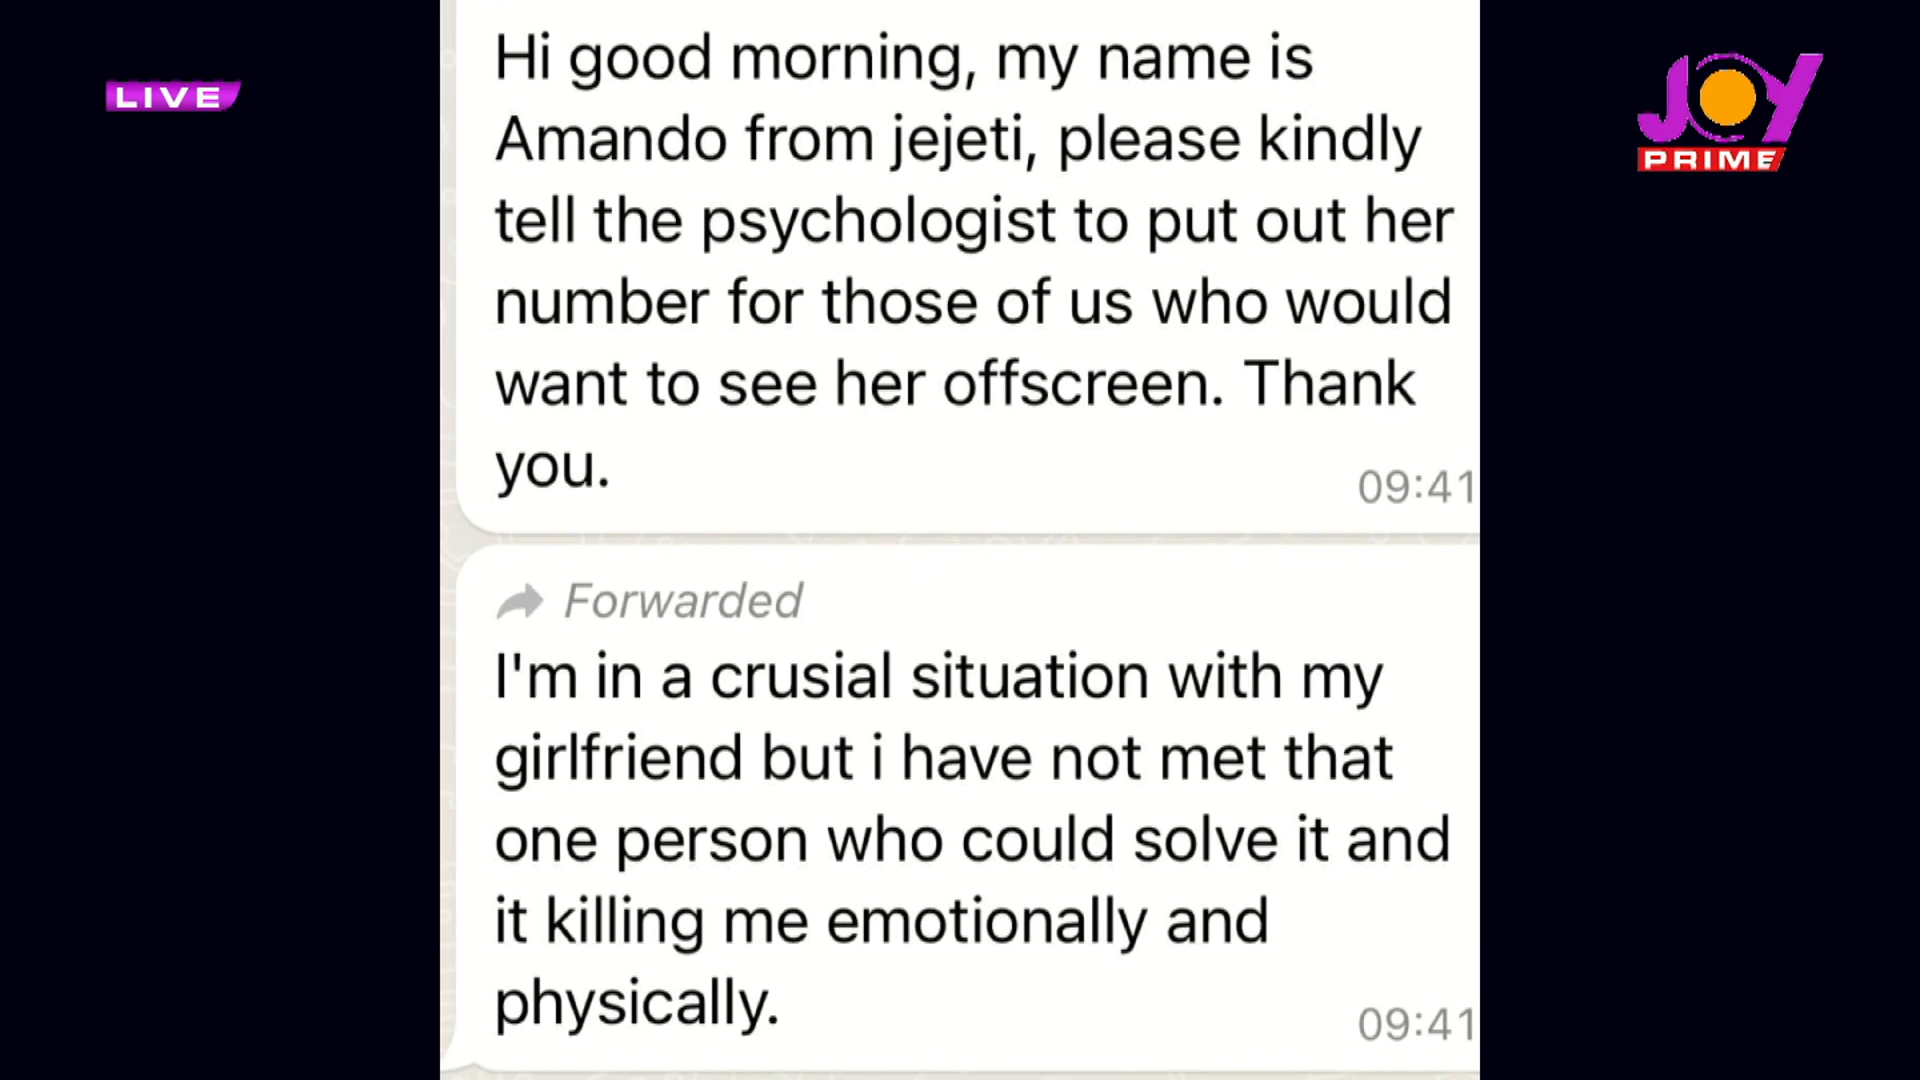 LIVE
JOY
PRIME
Hi good morning, my name is
Amando from jejeti, please kindly
tell the psychologist to put out her
number for those of us who would
want to see her offscreen. Thank
you.
09:41
Forwarded
I'm in a crusial situation with my
girlfriend but i have not met that
one person who could solve it and
it killing me emotionally and
physically.
09:41